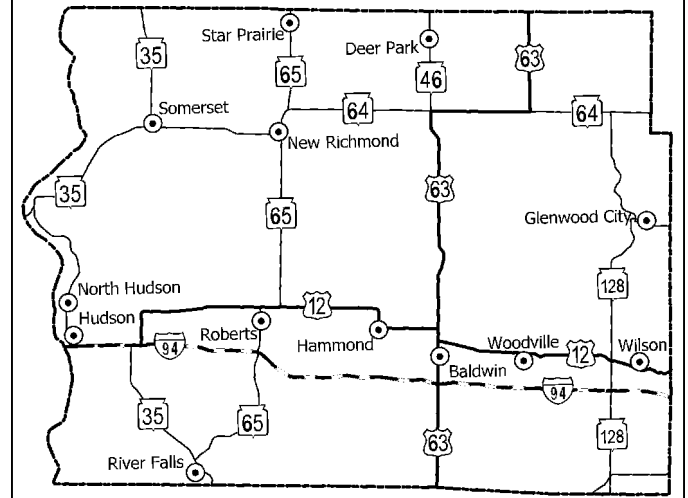 Star Prairie
Deer Park
35
63
65
46
Somerset
64
64
New Richmond
35
63
65
Glenwood City
North Hudson
128
12
Hudson
Roberts
Hammond
Woodville
12
Wilson
94
Baldwin
94
35
65
63
128
River Falls